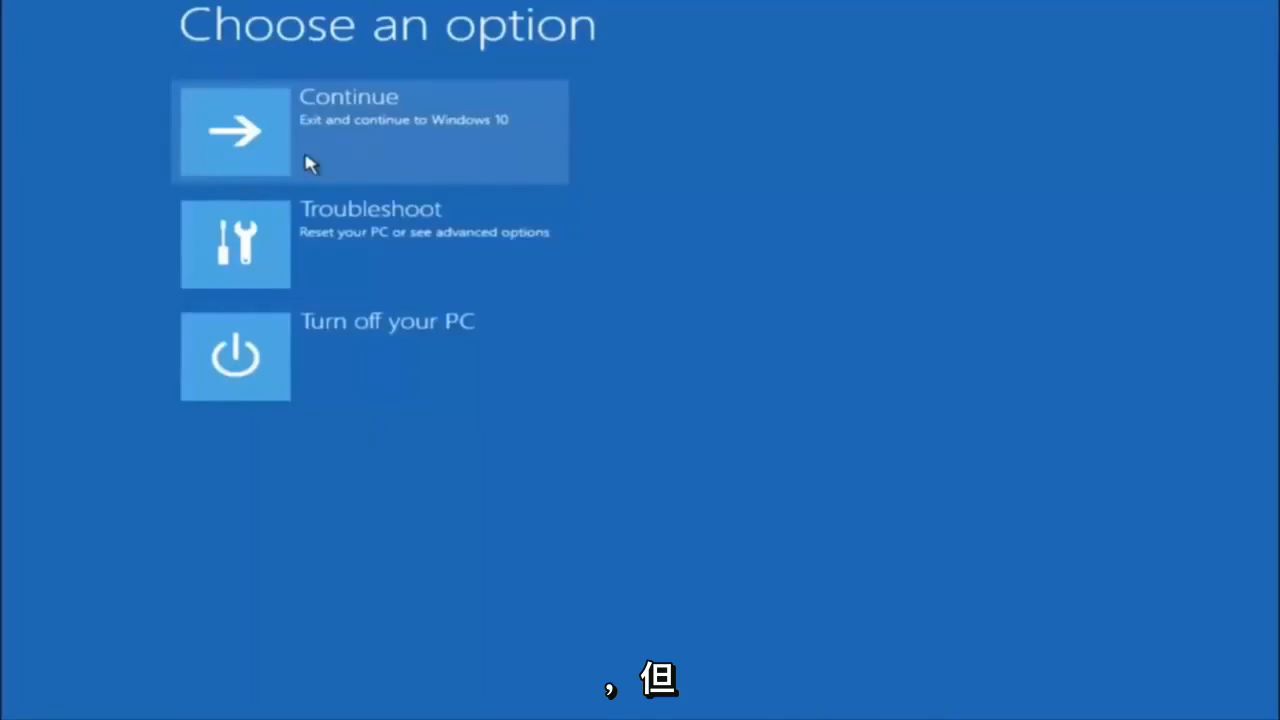 Choose an option
Continue
Exit and continue to Windows 10
Troubleshoot
Reset your PC or see advanced options
Turn off your PC
，但